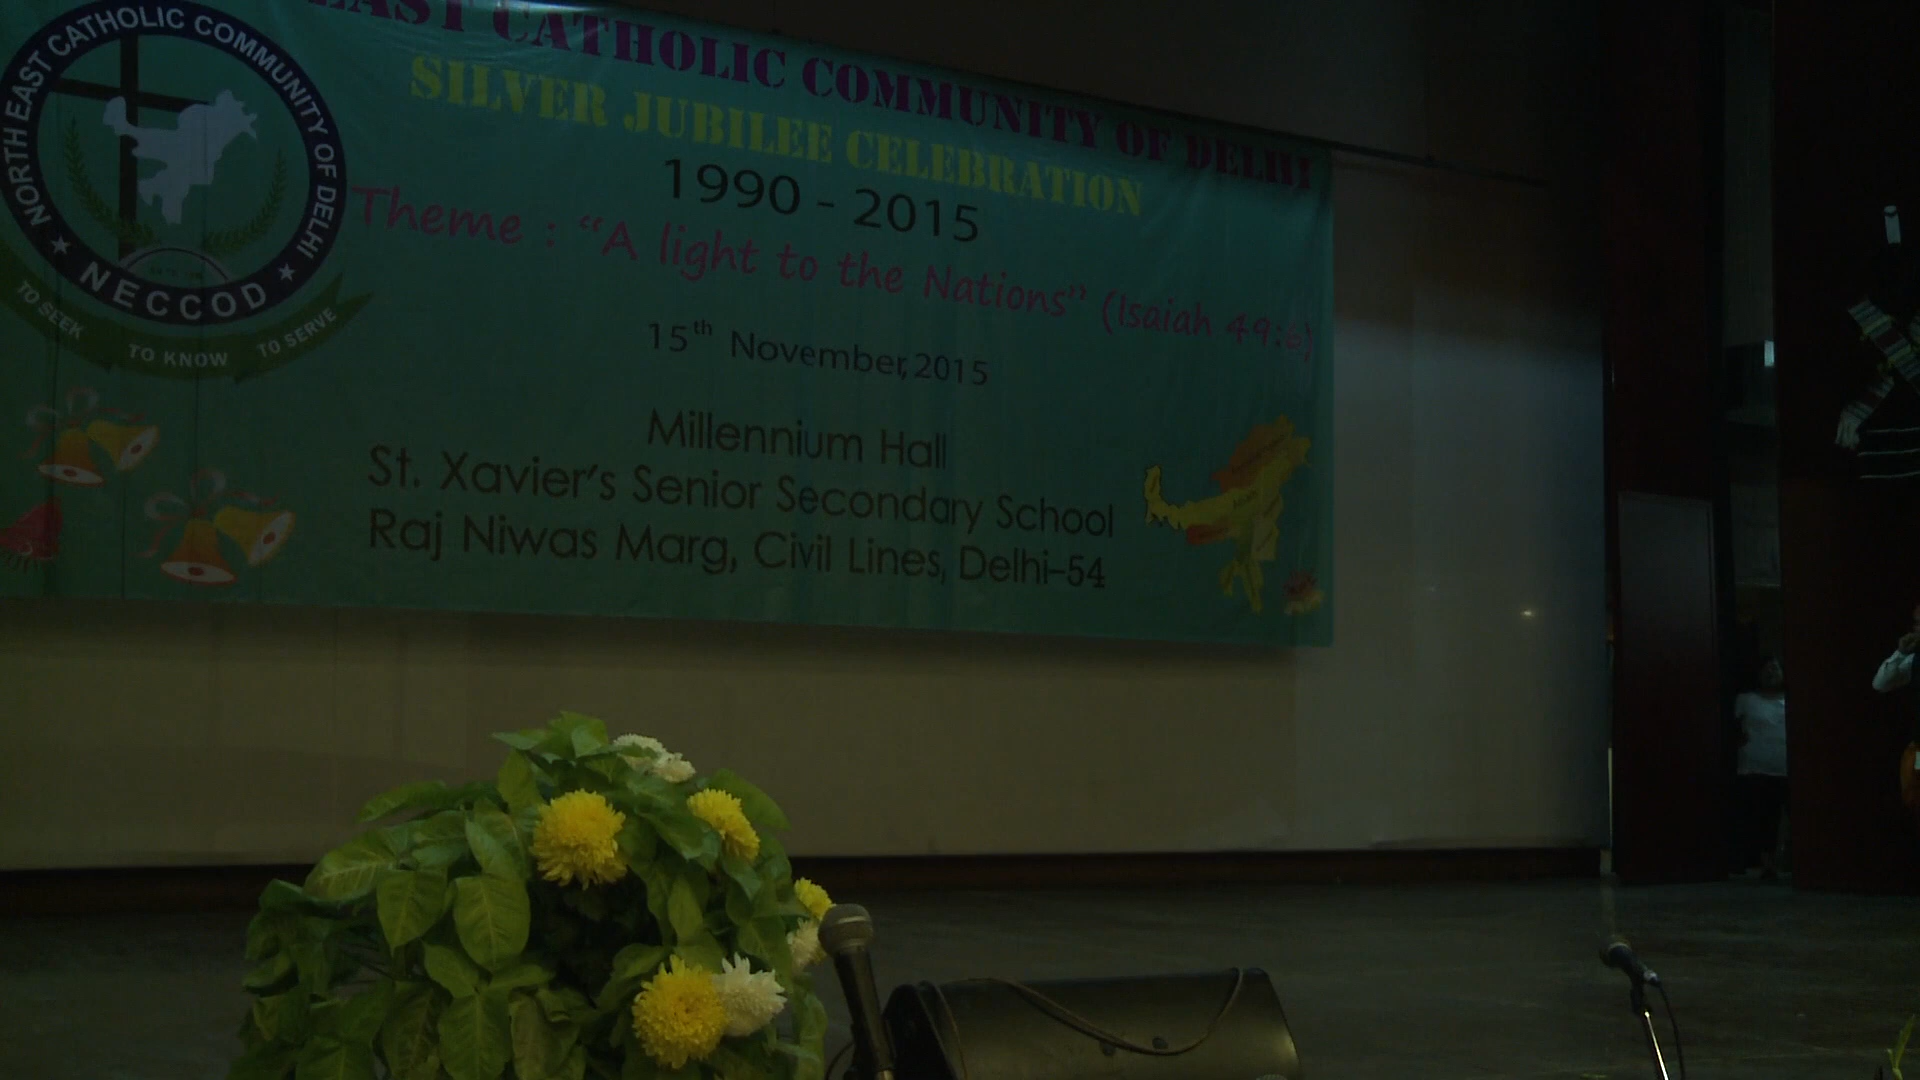 NORTH EAST CATHOLIC COMMUNITY OF DELHI
NECCOD
TO SEEK TO KNOW TO SERVE
EAST CATHOLIC COMMUNITY OF DELHI
SILVER JUBILEE CELEBRATION
1990 - 2015
Theme : "A light to the Nations" (Isaiah 49:6)
15th November, 2015
Millennium Hall
St. Xavier's Senior Secondary School
Raj Niwas Marg, Civil Lines, Delhi-54